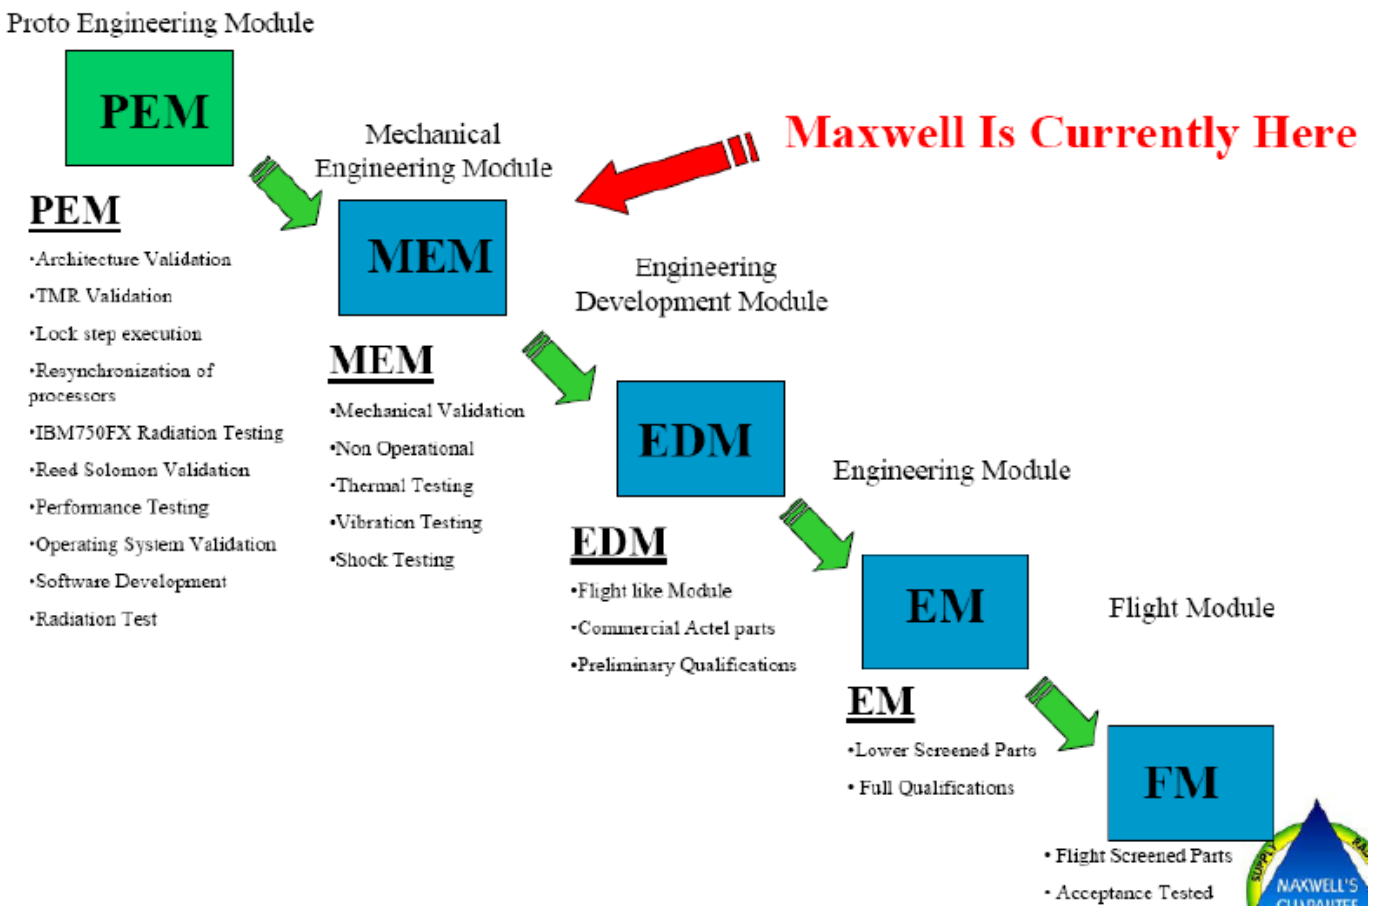 Proto Engineering Module
PEM
PEM
•Architecture Validation
•TMR Validation
•Lock step execution
•Resynchronization of
processors
•IBM750FX Radiation Testing
•Reed Solomon Validation
•Performance Testing
•Operating System Validation
•Software Development
•Radiation Test
Mechanical
Engineering Module
MEM
MEM
•Mechanical Validation
•Non Operational
•Thermal Testing
•Vibration Testing
•Shock Testing
Maxwell Is Currently Here
Engineering
Development Module
EDM
EDM
•Flight like Module
•Commercial Actel parts
•Preliminary Qualifications
Engineering Module
EM
EM
•Lower Screened Parts
• Full Qualifications
Flight Module
FM
• Flight Screened Parts
• Acceptance Tested
SUPPLY
MAXWELL'S